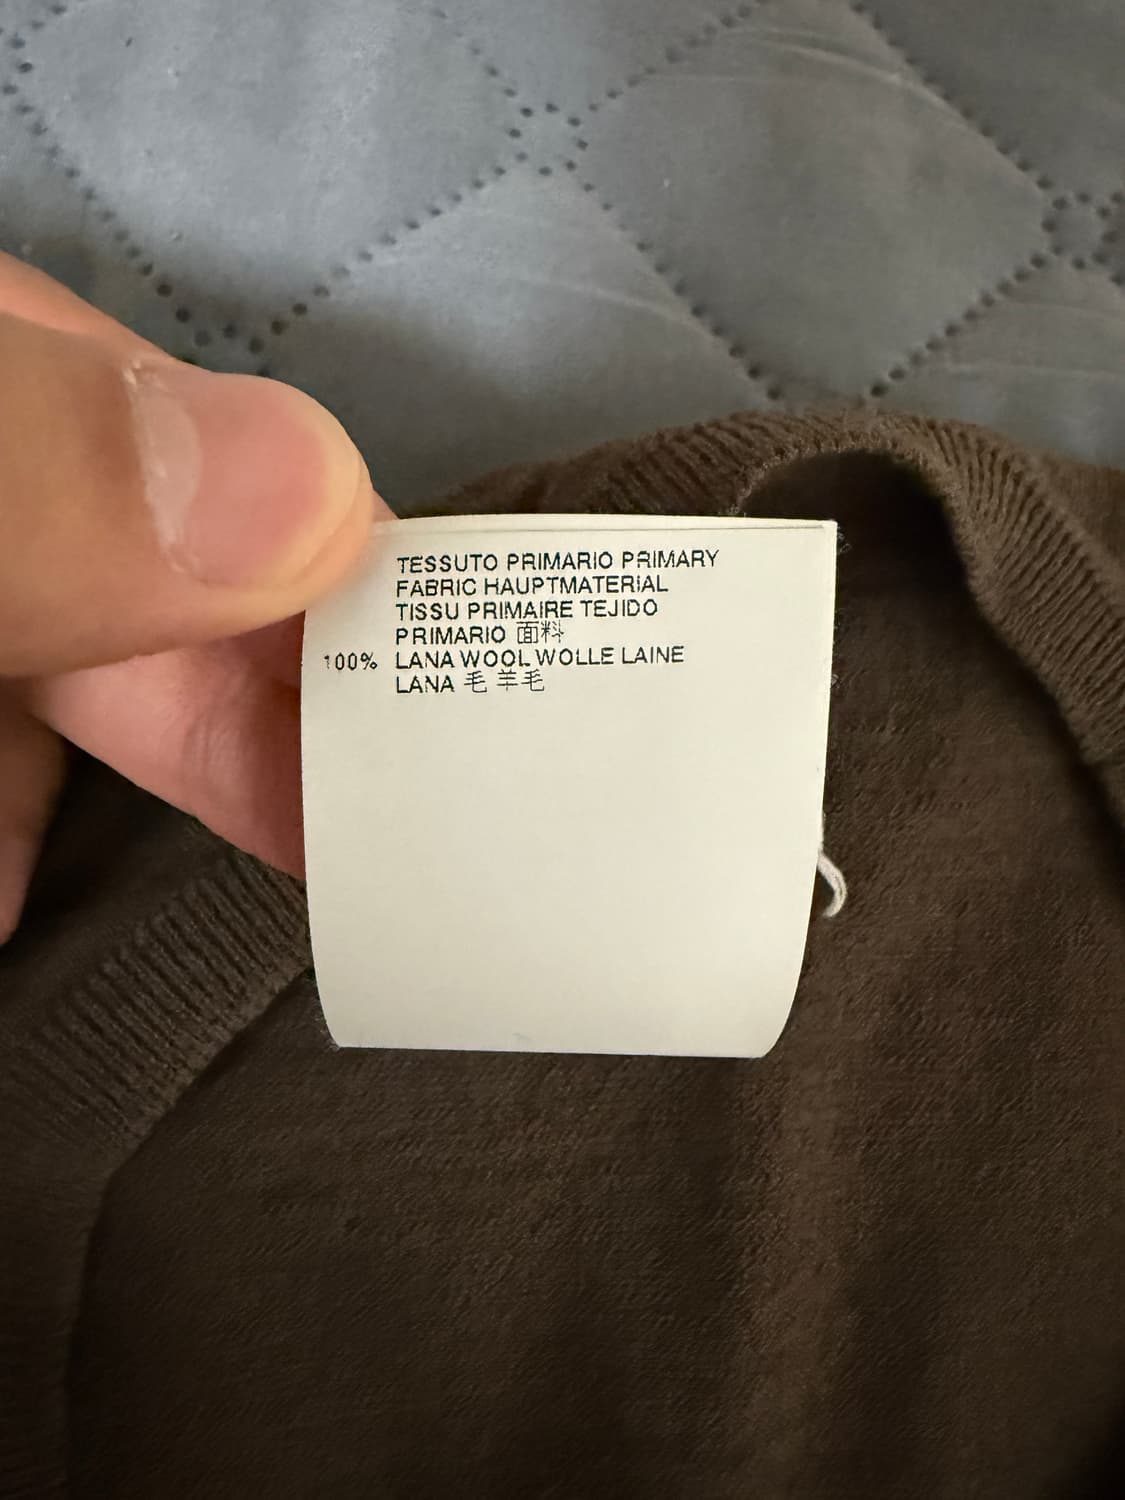 TESSUTO PRIMARIO PRIMARY
FABRIC HAUPTMATERIAL
TISSU PRIMAIRE TEJIDO
PRIMARIO 面料
100% LANA WOOL WOLLE LAINE
LANA 毛 羊毛